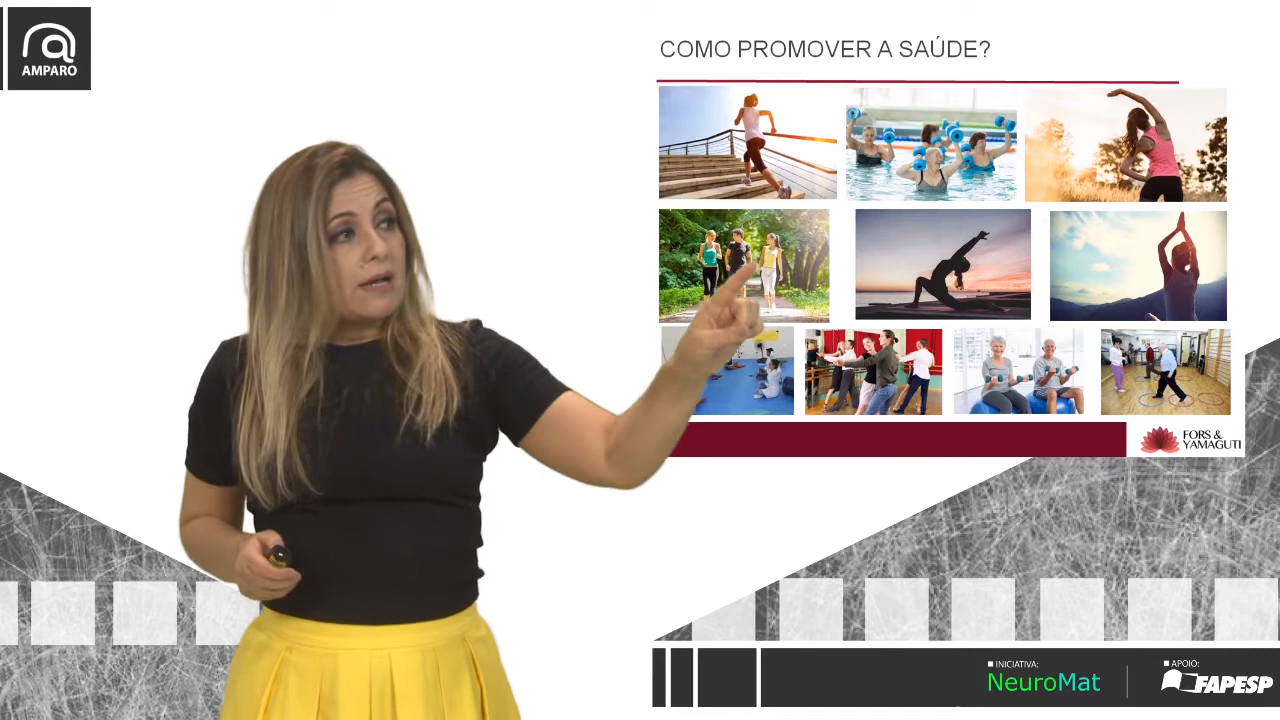 AMPARO
COMO PROMOVER A SAÚDE?
FORS &
YAMAGUTI
INICIATIVA:
NeuroMat
APOIO:
FAPESP